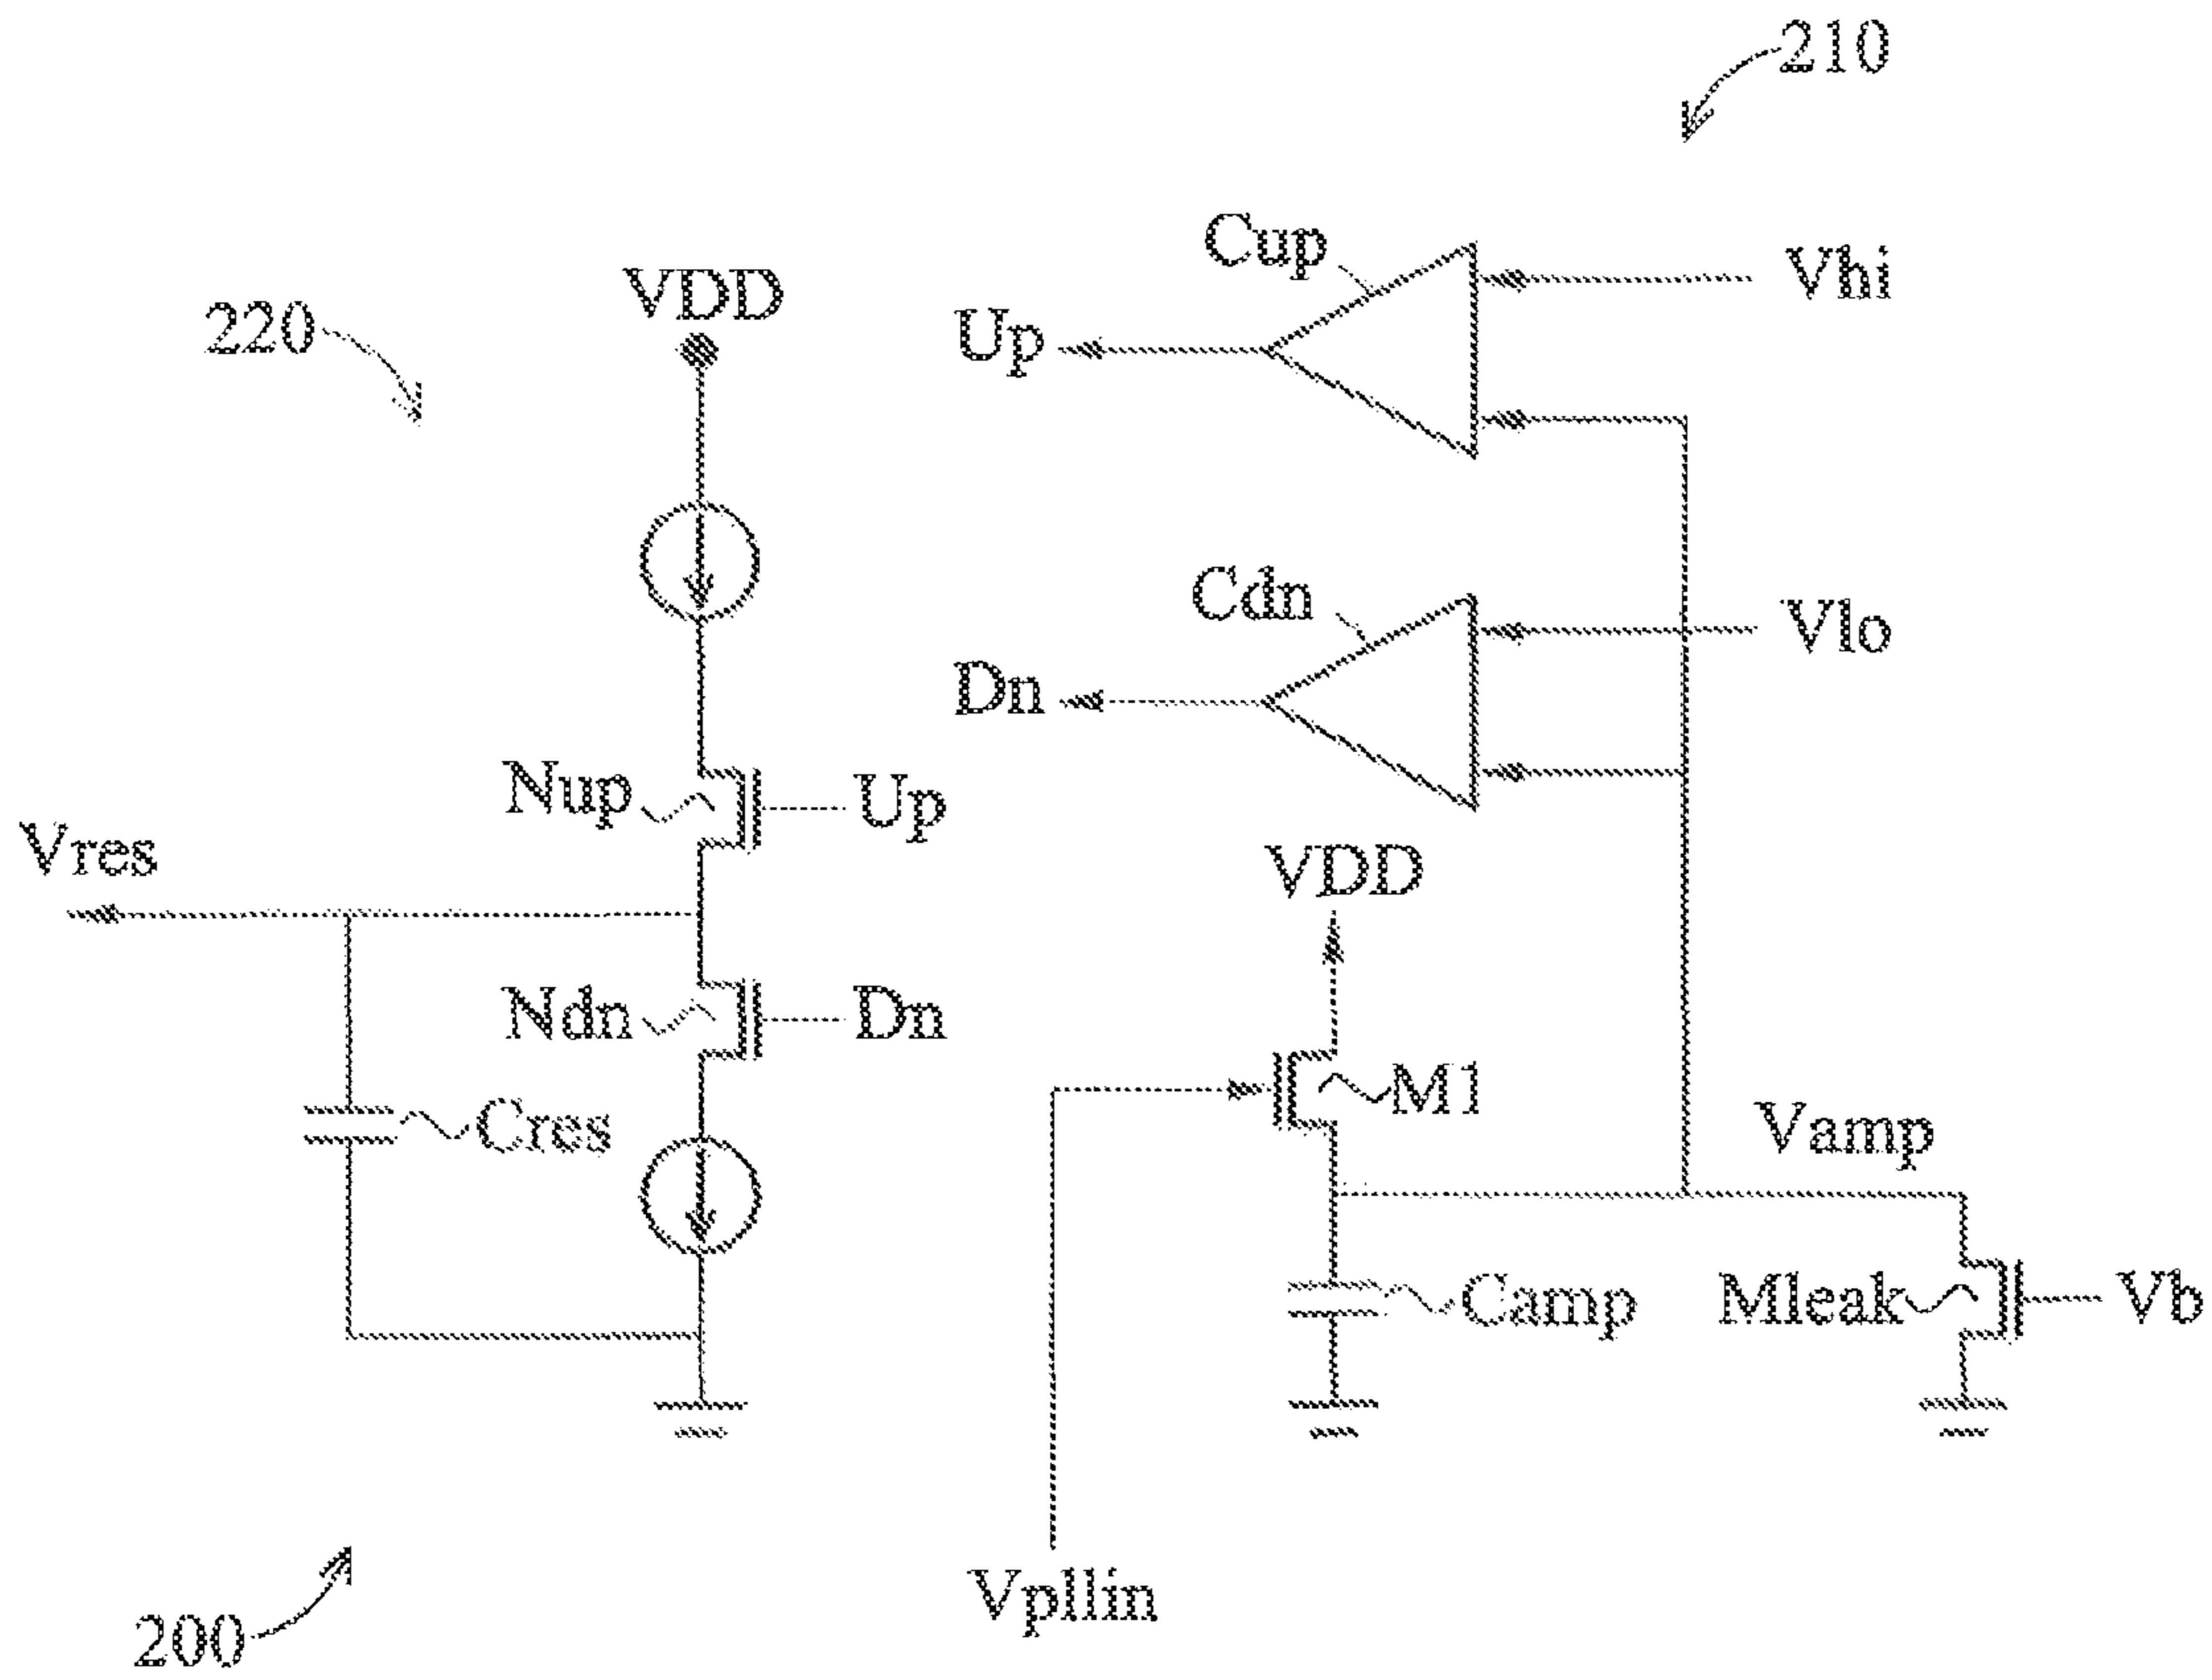 210
Cup
Vhi
VDD
220
Up
Cdn
Vlo
Dn
Nup
Up
Vres
VDD
Ndn
Dn
M1
Cres
Vamp
Camp
Mleak
Vb
Vpllin
200